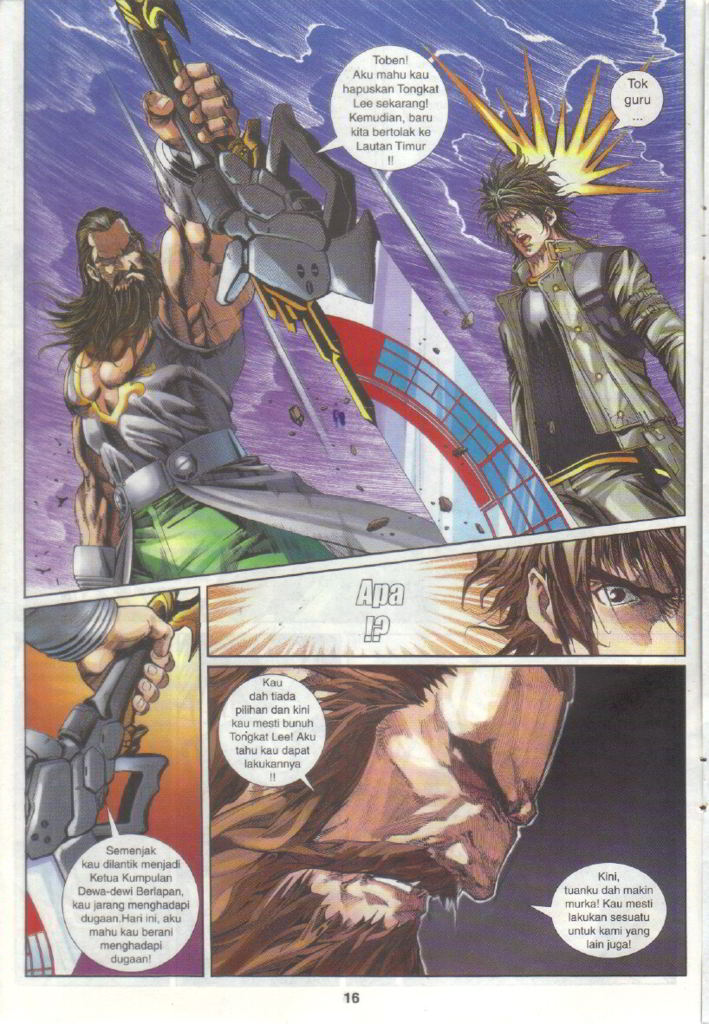 Toben!
Aku mahu kau
hapuskan Tongkat
Lee sekarang!
Kemudian, baru
kita bertolak ke
Lautan Timur
!!
Tok
guru
...
Apa
!?
Semenjak
kau dilantik menjadi
Ketua Kumpulan
Dewa-dewi Berlapan,
kau jarang menghadapi
dugaan.Hari ini, aku
mahu kau berani
menghadapi
dugaan!
Kau
dah tiada
pilihan dan kini
kau mesti bunuh
Tongkat Lee! Aku
tahu kau dapat
lakukannya
!!
Kini,
tuanku dah makin
murka! Kau mesti
lakukan sesuatu
untuk kami yang
lain juga!
16